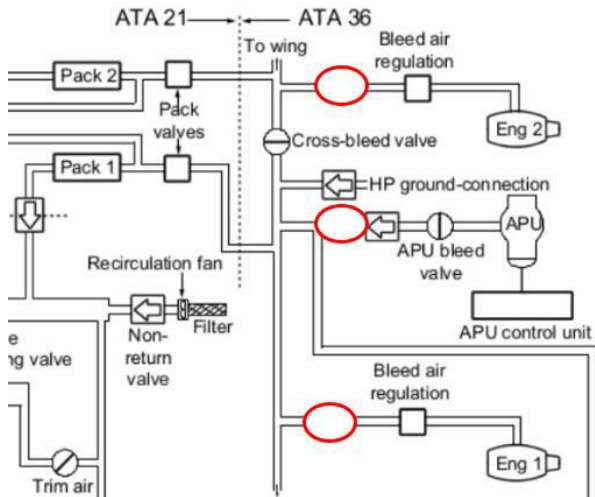 ATA 21 ATA 36
To wing
Bleed air
regulation
Pack 2
Pack
valves
Eng 2
Cross-bleed valve
Pack 1
HP ground-connection
APU
APU bleed
valve
Recirculation fan
Filter
APU control unit
Non-
return
valve
e
ng valve
Bleed air
regulation
Eng 1
Trim air